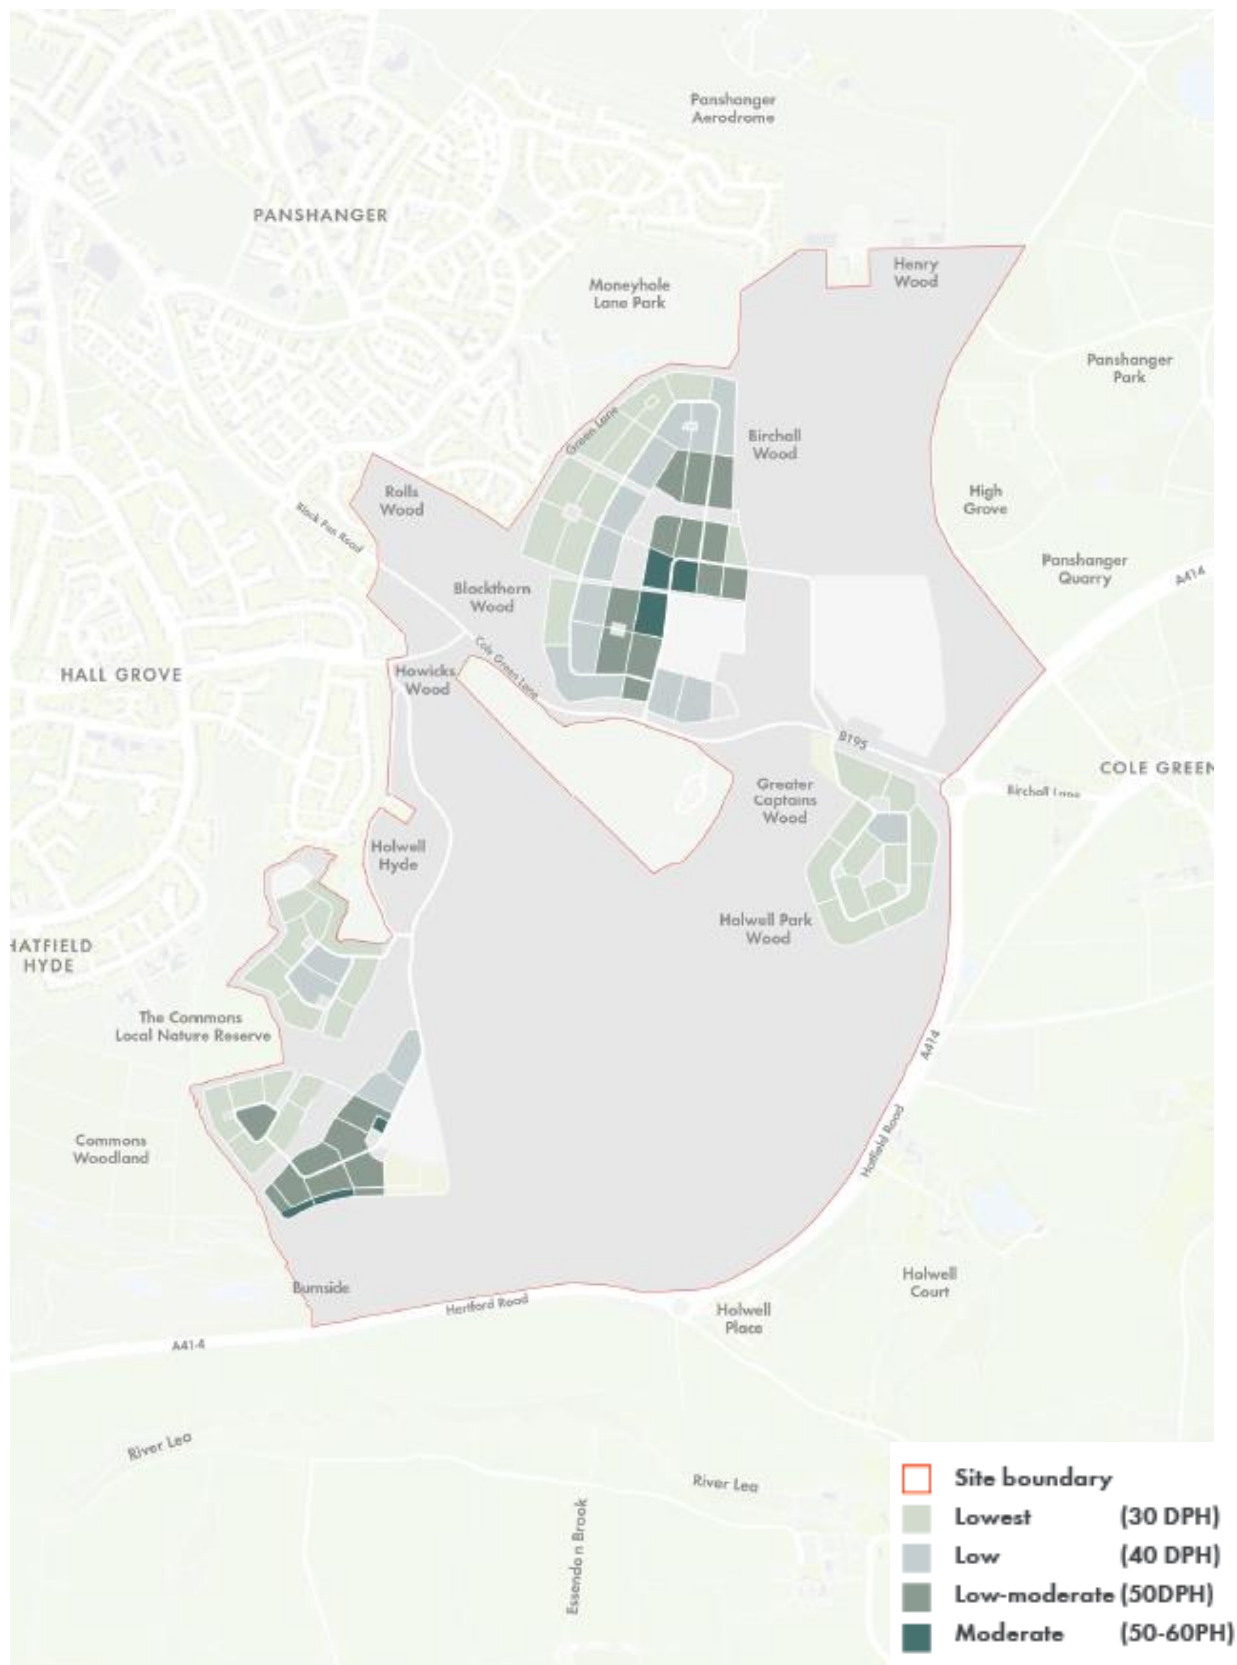 Panshanger
Aerodrome
PANSHANGER
Henry
Wood
Moneyhole
Lane Park
Panshanger
Park
Green Lane
Birchall
Wood
Rolls
Wood
High
Grove
Black Fan Road
Panshanger
Quarry
A414
Blackthorn
Wood
HALL GROVE
Cole Green Lane
Howicks
Wood
B195
COLE GREEN
Greater
Captains
Wood
Birchall Lane
Holwell
Hyde
Holwell Park
Wood
HATFIELD
HYDE
The Commons
Local Nature Reserve
A414
Commons
Woodland
Hatfield Road
Holwell
Court
Burnside
Hertford Road
Holwell
Place
A414
River Lea
River Lea
Essendon Brook
Site boundary
Lowest (30 DPH)
Low (40 DPH)
Low-moderate (50DPH)
Moderate (50-60PH)